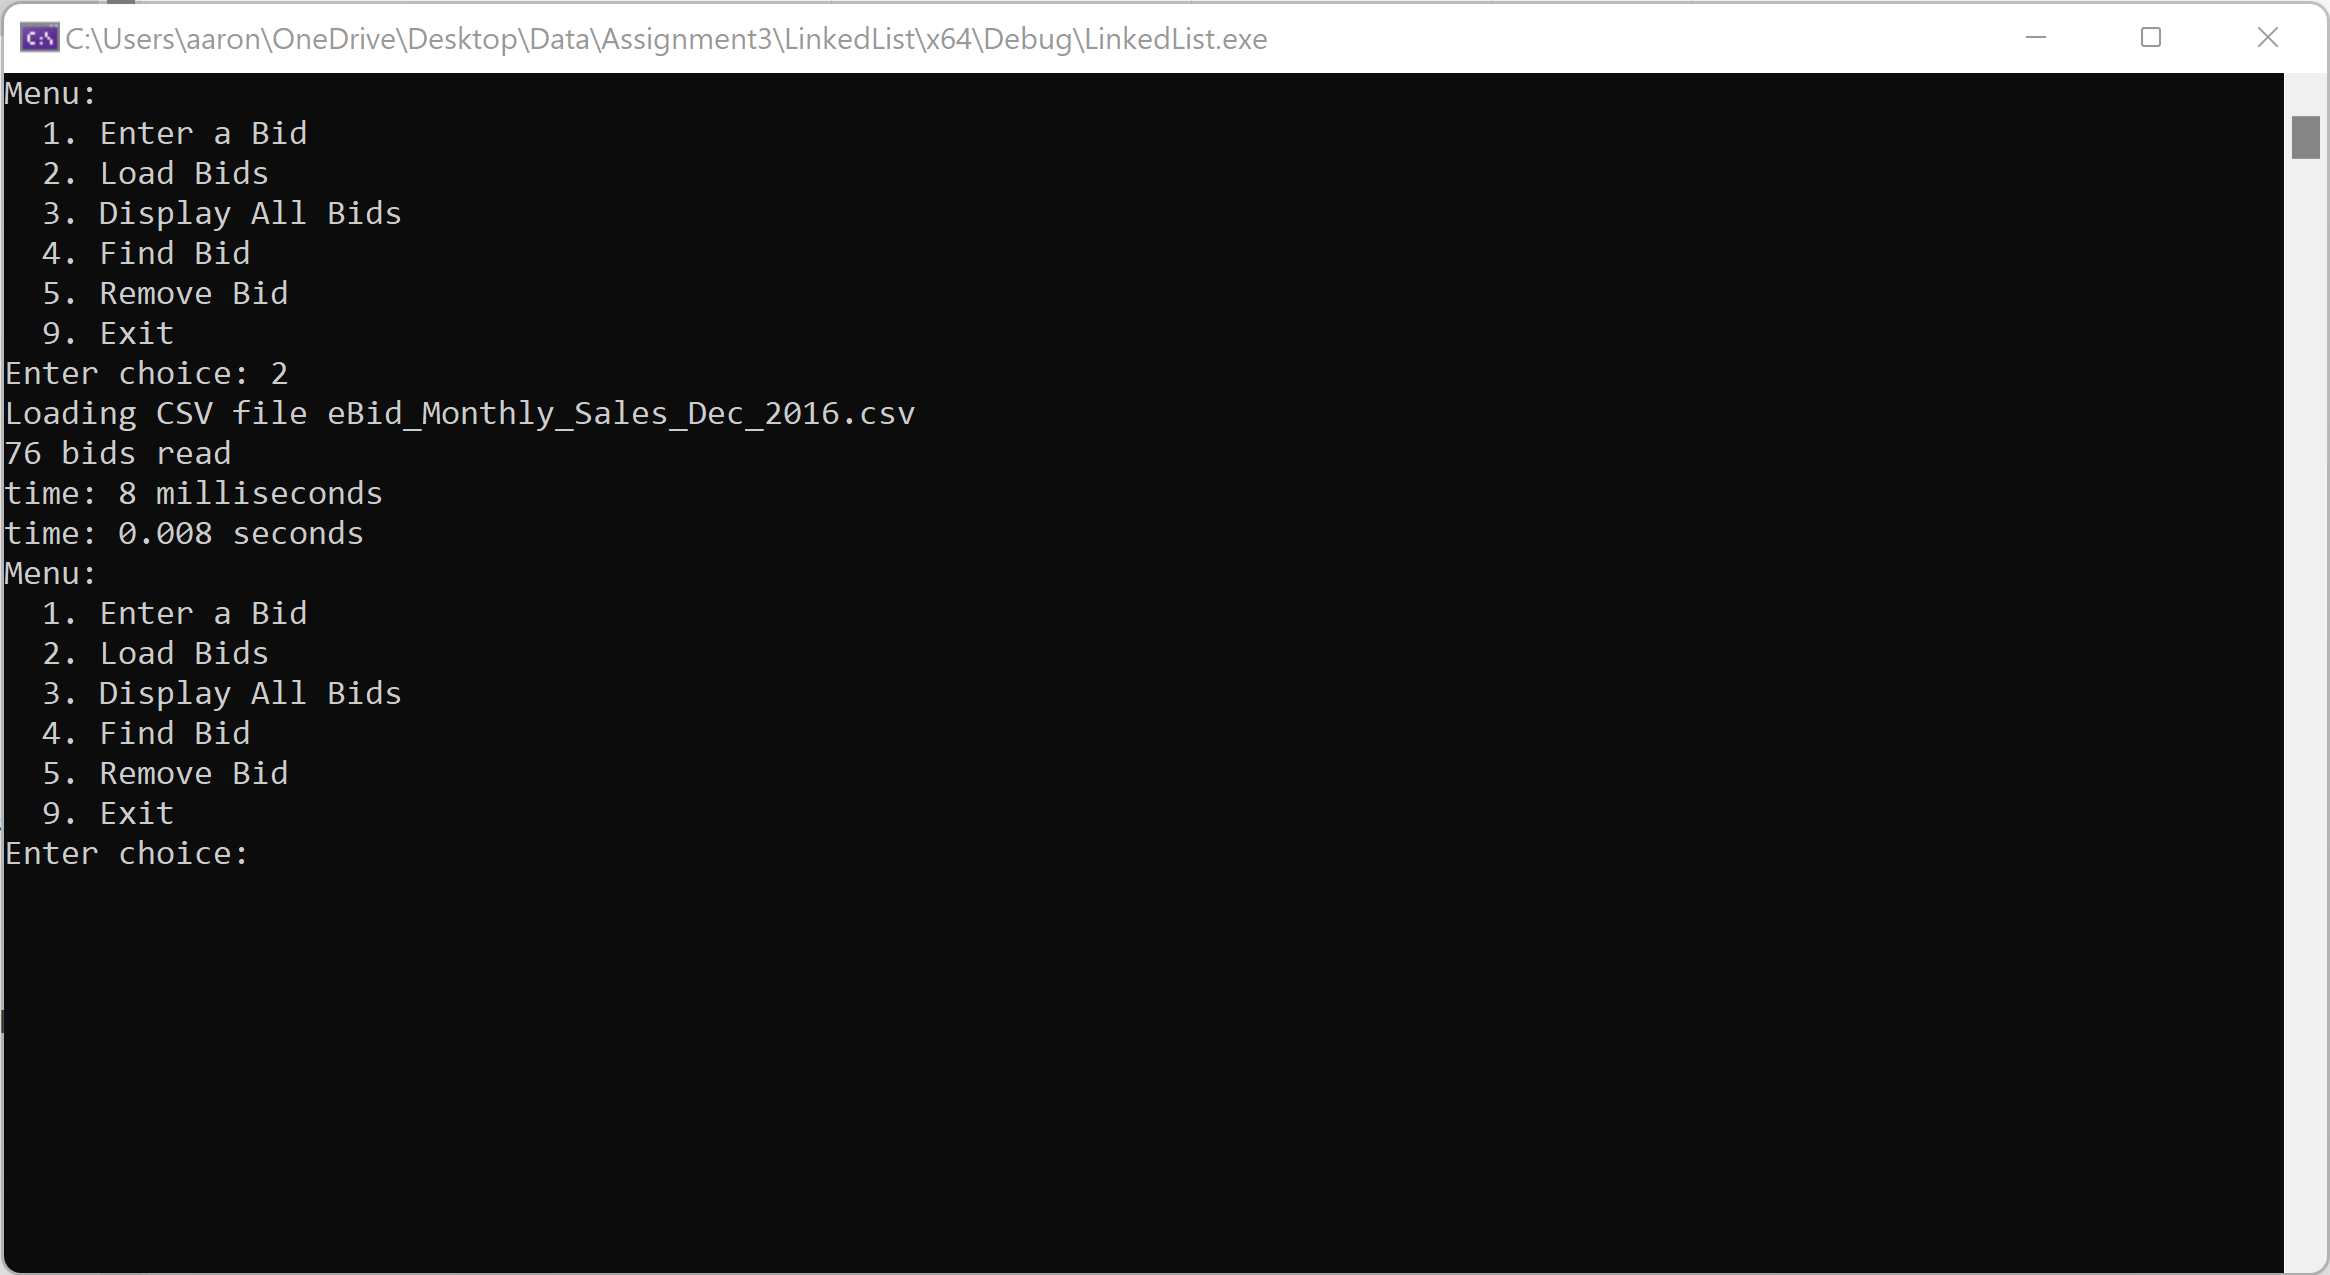 C:\Users\aaron\OneDrive\Desktop\Data\Assignment3\LinkedList\x64\Debug\LinkedList.exe
Menu:
  1. Enter a Bid
  2. Load Bids
  3. Display All Bids
  4. Find Bid
  5. Remove Bid
  9. Exit
Enter choice: 2
Loading CSV file eBid_Monthly_Sales_Dec_2016.csv
76 bids read
time: 8 milliseconds
time: 0.008 seconds
Menu:
  1. Enter a Bid
  2. Load Bids
  3. Display All Bids
  4. Find Bid
  5. Remove Bid
  9. Exit
Enter choice: